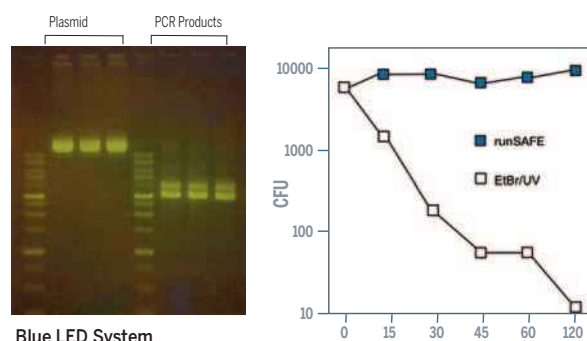 Plasmid PCR Products
10000
1000
100
10
CFU
runSAFE
EtBr/UV
0 15 30 45 60 120
Blue LED System